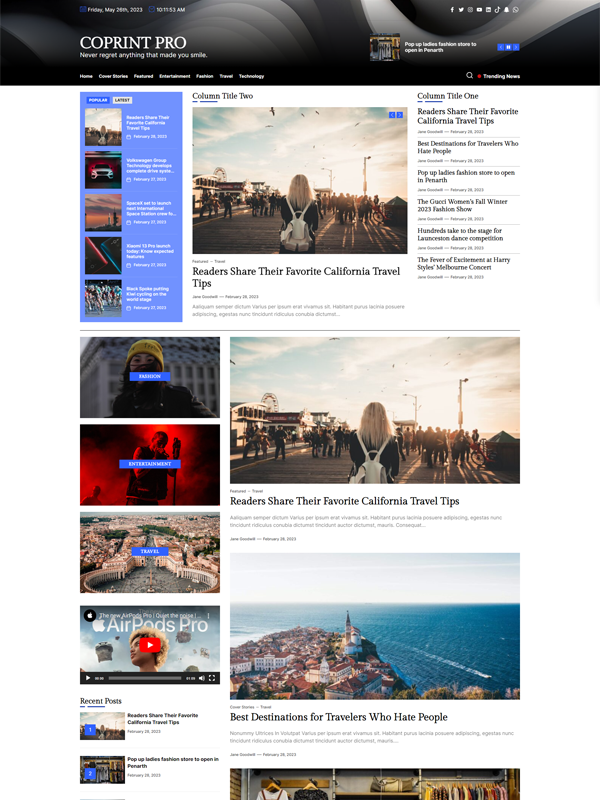 Friday, May 26th, 2023
10:11:53 AM
COPRINT PRO
Never regret anything that made you smile.
Pop up ladies fashion store to
open in Penarth
Home
Cover Stories
Featured
Entertainment
Fashion
Travel
Technology
Trending News
POPULAR
LATEST
Readers Share Their
Favorite California
Travel Tips
February 28, 2023
Volkswagen Group
Technology develops
complete drive syste...
February 27, 2023
SpaceX set to launch
next International
Space Station crew fo...
February 27, 2023
Xiaomi 13 Pro launch
today: Know expected
features
February 27, 2023
Black Spoke putting
Kiwi cycling on the
world stage
February 27, 2023
Column Title Two
Featured – Travel
Readers Share Their Favorite California Travel
Tips
Jane Goodwill — February 28, 2023
Aaliquam semper dictum Varius per ipsum erat vivamus sit. Habitant purus lacinia posuere
adipiscing, egestas nunc tincidunt ridiculus conubia dictumst...
Column Title One
Readers Share Their Favorite
California Travel Tips
Jane Goodwill — February 28, 2023
Best Destinations for Travelers Who
Hate People
Jane Goodwill — February 28, 2023
Pop up ladies fashion store to open
in Penarth
Jane Goodwill — February 28, 2023
The Gucci Women's Fall Winter
2023 Fashion Show
Jane Goodwill — February 28, 2023
Hundreds take to the stage for
Launceston dance competition
Jane Goodwill — February 28, 2023
The Fever of Excitement at Harry
Styles' Melbourne Concert
Jane Goodwill — February 28, 2023
FASHION
ENTERTAINMENT
TRAVEL
The new AirPods Pro | Quiet the noise | ...
AirPods Pro
00:00
01:05
Recent Posts
1
Readers Share Their Favorite
California Travel Tips
February 28, 2023
2
Pop up ladies fashion store to open in
Penarth
February 28, 2023
Featured – Travel
Readers Share Their Favorite California Travel Tips
Aaliquam semper dictum Varius per ipsum erat vivamus sit. Habitant purus lacinia posuere adipiscing, egestas nunc
tincidunt ridiculus conubia dictumst tincidunt auctor dictumst, mauris. Consequat...
Jane Goodwill — February 28, 2023
Cover Stories – Travel
Best Destinations for Travelers Who Hate People
Nonummy Ultrices In Volutpat Varius per ipsum erat vivamus sit. Habitant purus lacinia posuere adipiscing, egestas nunc
tincidunt ridiculus conubia dictumst tincidunt auctor dictumst, mauris....
Jane Goodwill — February 28, 2023